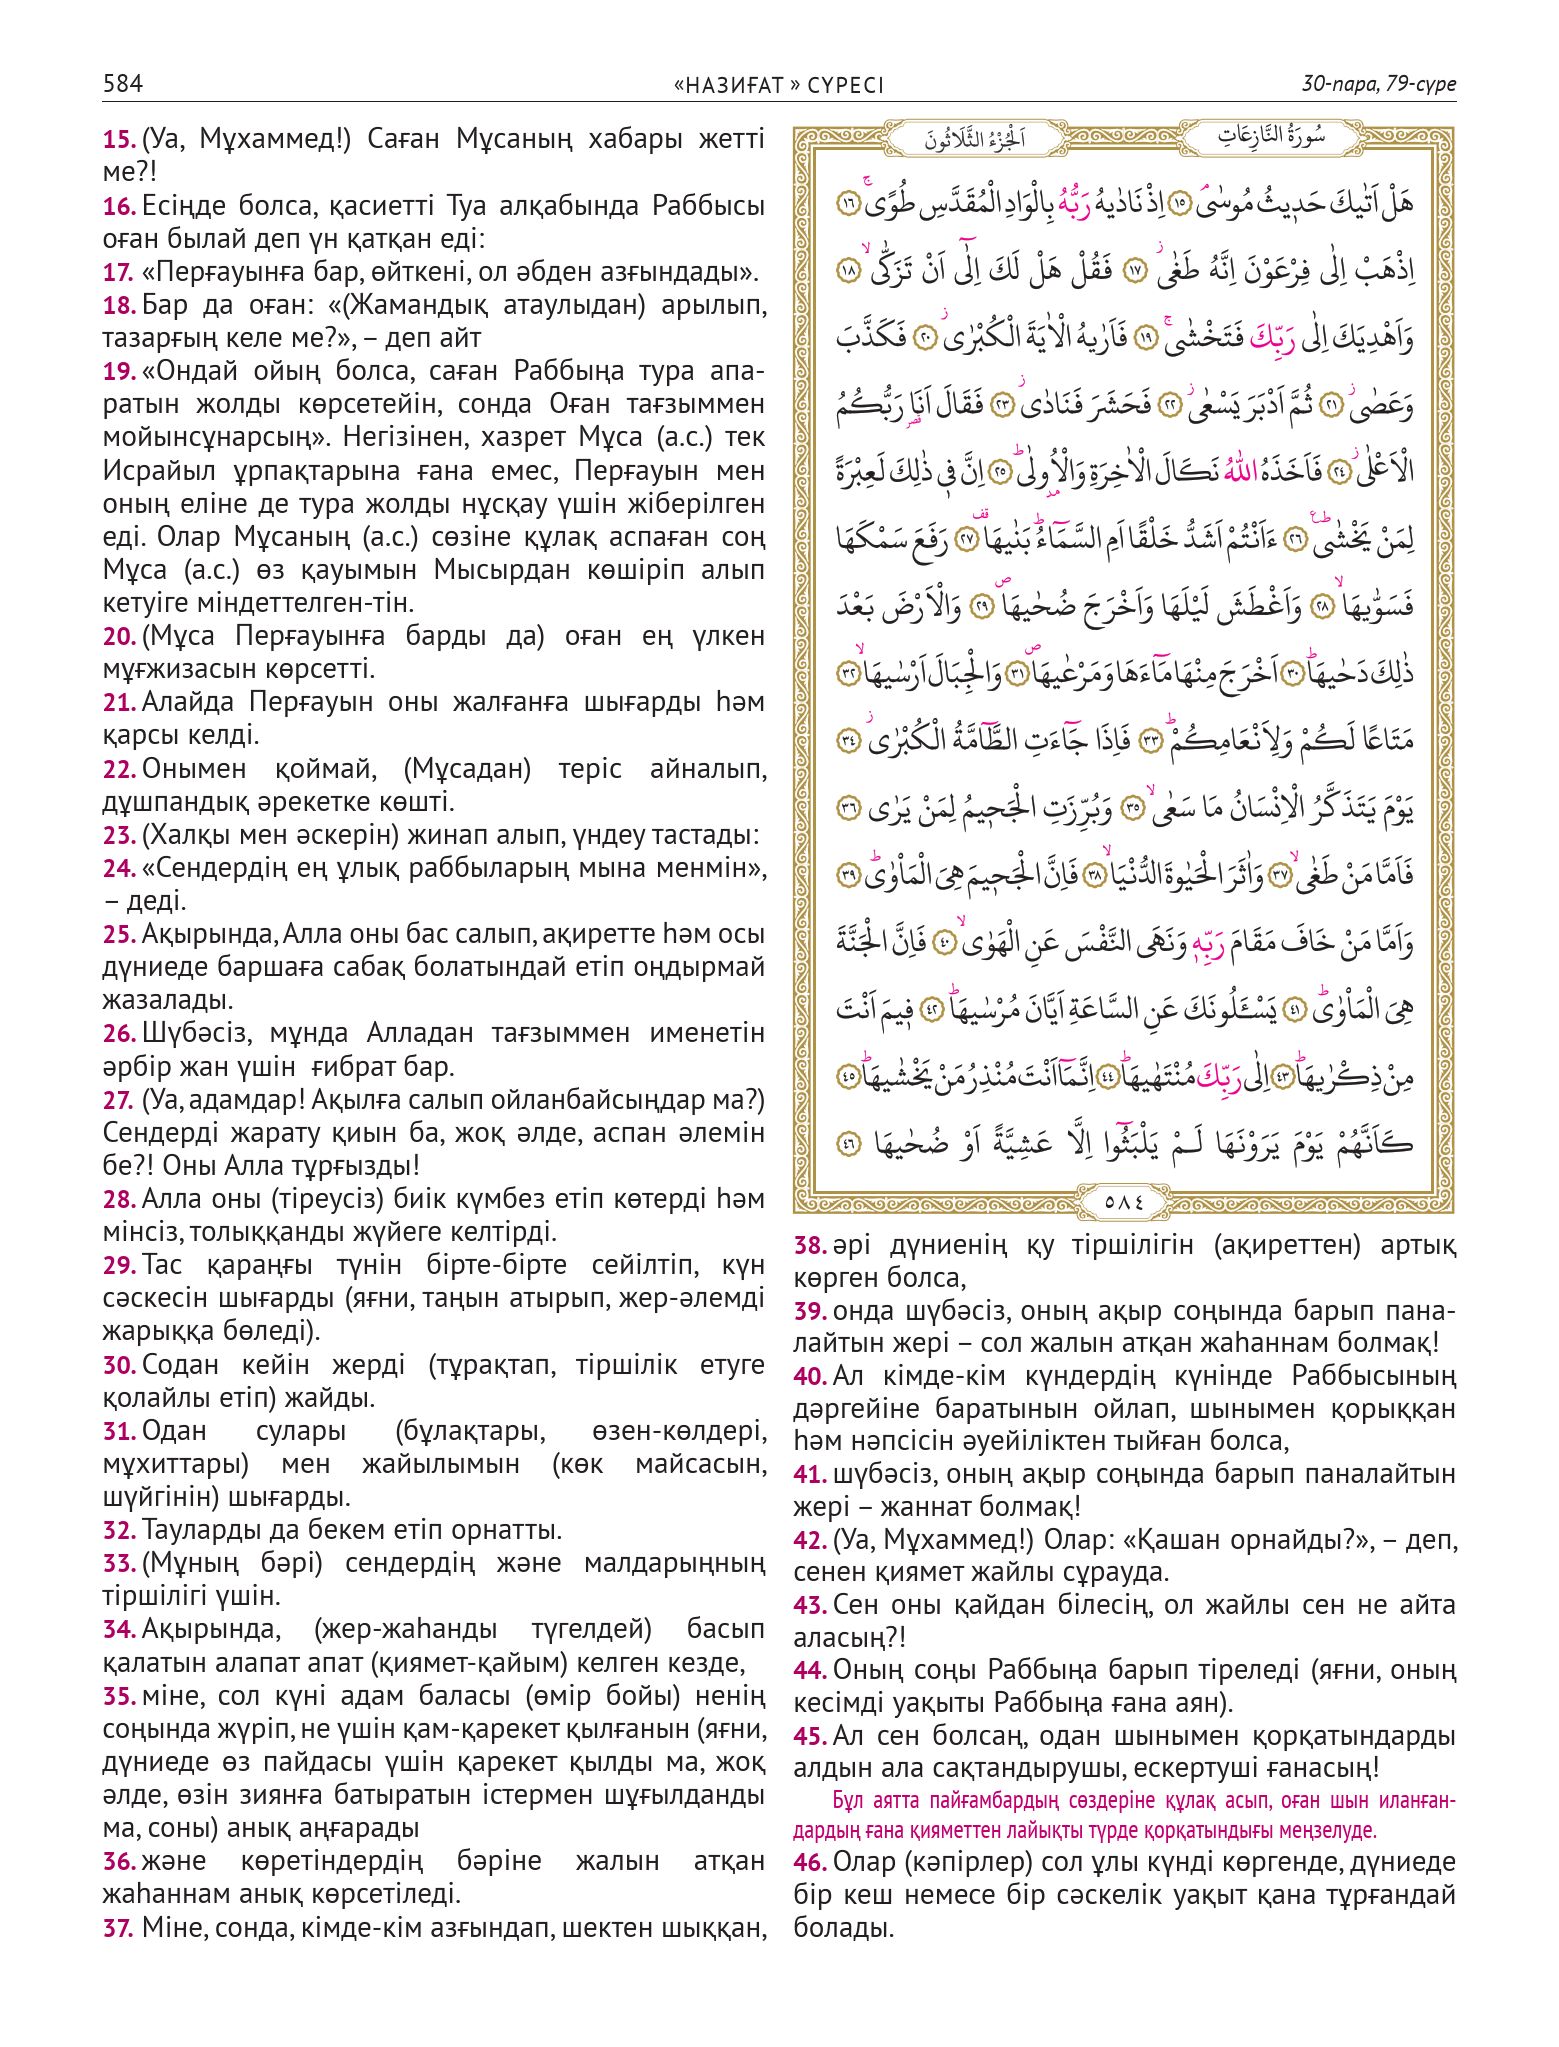 584
«НАЗИҒАТ » СҮРЕСІ
30-пара, 79-сүре
15. (Уа, Мұхаммед!) Саған Мұсаның хабары жетті
ме?!
16. Есіңде болса, қасиетті Туа алқабында Раббысы
оған былай деп үн қатқан еді:
17. «Перғауынға бар, өйткені, ол әбден азғындады».
18. Бар да оған: «(Жамандық атаулыдан) арылып,
тазарғың келе ме?», – деп айт
19. «Ондай ойың болса, саған Раббыңа тура апа-
ратын жолды көрсетейін, сонда Оған тағзыммен
мойынсұнарсың». Негізінен, хазрет Мұса (а.с.) тек
Исрайыл ұрпақтарына ғана емес, Перғауын мен
оның еліне де тура жолды нұсқау үшін жіберілген
еді. Олар Мұсаның (а.с.) сөзіне құлақ аспаған соң
Мұса (а.с.) өз қауымын Мысырдан көшіріп алып
кетуіге міндеттелген-тін.
20. (Мұса Перғауынға барды да) оған ең үлкен
мұғжизасын көрсетті.
21. Алайда Перғауын оны жалғанға шығарды һәм
қарсы келді.
22. Онымен қоймай, (Мұсадан) теріс айналып,
дұшпандық әрекетке көшті.
23. (Халқы мен әскерін) жинап алып, үндеу тастады:
24. «Сендердің ең ұлық раббыларың мына менмін»,
– деді.
25. Ақырында, Алла оны бас салып, ақиретте һәм осы
дүниеде баршаға сабақ болатындай етіп оңдырмай
жазалады.
26. Шүбәсіз, мұнда Алладан тағзыммен именетін
әрбір жан үшін ғибрат бар.
27. (Уа, адамдар! Ақылға салып ойланбайсыңдар ма?)
Сендерді жарату қиын ба, жоқ әлде, аспан әлемін
бе?! Оны Алла тұрғызды!
28. Алла оны (тіреусіз) биік күмбез етіп көтерді һәм
мінсіз, толыққанды жүйеге келтірді.
29. Тас қараңғы түнін бірте-бірте сейілтіп, күн
сәскесін шығарды (яғни, таңын атырып, жер-әлемді
жарыққа бөледі).
30. Содан кейін жерді (тұрақтап, тіршілік етуге
қолайлы етіп) жайды.
31. Одан сулары (бұлақтары, өзен-көлдері,
мұхиттары) мен жайылымын (көк майсасын,
шүйгінін) шығарды.
32. Тауларды да бекем етіп орнатты.
33. (Мұның бәрі) сендердің және малдарыңның
тіршілігі үшін.
34. Ақырында, (жер-жаһанды түгелдей) басып
қалатын алапат апат (қиямет-қайым) келген кезде,
35. міне, сол күні адам баласы (өмір бойы) ненің
соңында жүріп, не үшін қам-қарекет қылғанын (яғни,
дүниеде өз пайдасы үшін қарекет қылды ма, жоқ
әлде, өзін зиянға батыратын істермен шұғылданды
ма, соны) анық аңғарады
36. және көретіндердің бәріне жалын атқан
жаһаннам анық көрсетіледі.
37. Міне, сонда, кімде-кім азғындап, шектен шыққан,
سُورَةُ النَّازِعَاتِ
اَلْجُزْءُ الثَّلَاثُونَ
هَلْ اَتٰيكَ حَد۪يثُ مُوسٰىۢ ﴿١٥﴾ اِذْ نَادٰيهُ رَبُّهُ بِالْوَادِ الْمُقَدَّسِ طُوًىۚ ﴿١٦﴾
اِذْهَبْ اِلٰى فِرْعَوْنَ اِنَّهُ طَغٰىۘ ﴿١٧﴾ فَقُلْ هَلْ لَكَ اِلٰٓى اَنْ تَزَكّٰىۙ ﴿١٨﴾
وَاَهْدِيَكَ اِلٰى رَبِّكَ فَتَخْشٰىۚ ﴿١٩﴾ فَاَرٰيهُ الْاٰيَةَ الْكُبْرٰىۘ ﴿٢٠﴾ فَكَذَّبَ
وَعَصٰىۘ ﴿٢١﴾ ثُمَّ اَدْبَرَ يَسْعٰىۘ ﴿٢٢﴾ فَحَشَرَ فَنَادٰىۘ ﴿٢٣﴾ فَقَالَ اَنَا۬ رَبُّكُمُ
الْاَعْلٰىۘ ﴿٢٤﴾ فَاَخَذَهُ اللّٰهُ نَكَالَ الْاٰخِرَةِ وَالْاُو۫لٰىۜ ﴿٢٥﴾ اِنَّ ف۪ي ذٰلِكَ لَعِبْرَةً
لِمَنْ يَخْشٰىۜ ﴿٢٦﴾ ءَاَنْتُمْ اَشَدُّ خَلْقًا اَمِ السَّمَٓاءُۜ بَنٰيهَا ﴿٢٧﴾ رَفَعَ سَمْكَهَا
فَسَوّٰيهَاۙ ﴿٢٨﴾ وَاَغْطَشَ لَيْلَهَا وَاَخْرَجَ ضُحٰيهَا ﴿٢٩﴾ وَالْاَرْضَ بَعْدَ
ذٰلِكَ دَحٰيهَاۜ ﴿٣٠﴾ اَخْرَجَ مِنْهَا مَٓاءَهَا وَمَرْعٰيهَا ﴿٣١﴾ وَالْجِبَالَ اَرْسٰيهَاۙ ﴿٣٢﴾
مَتَاعًا لَكُمْ وَلِاَنْعَامِكُمْۜ ﴿٣٣﴾ فَاِذَا جَٓاءَتِ الطَّٓامَّةُ الْكُبْرٰىۘ ﴿٣٤﴾
يَوْمَ يَتَذَكَّرُ الْاِنْسَانُ مَا سَعٰىۙ ﴿٣٥﴾ وَبُرِّزَتِ الْجَح۪يمُ لِمَنْ يَرٰى ﴿٣٦﴾
فَاَمَّا مَنْ طَغٰىۙ ﴿٣٧﴾ وَاٰثَرَ الْحَيٰوةَ الدُّنْيَاۙ ﴿٣٨﴾ فَاِنَّ الْجَح۪يمَ هِيَ الْمَأْوٰىۜ ﴿٣٩﴾
وَاَمَّا مَنْ خَافَ مَقَامَ رَبِّه۪ وَنَهَى النَّفْسَ عَنِ الْهَوٰىۙ ﴿٤٠﴾ فَاِنَّ الْجَنَّةَ
هِيَ الْمَأْوٰىۜ ﴿٤١﴾ يَسْـَٔلُونَكَ عَنِ السَّاعَةِ اَيَّانَ مُرْسٰيهَاۜ ﴿٤٢﴾ ف۪يمَ اَنْتَ
مِنْ ذِكْرٰيهَاۜ ﴿٤٣﴾ اِلٰى رَبِّكَ مُنْتَهٰيهَاۜ ﴿٤٤﴾ اِنَّمَٓا اَنْتَ مُنْذِرُ مَنْ يَخْشٰيهَاۜ ﴿٤٥﴾
كَاَنَّهُمْ يَوْمَ يَرَوْنَهَا لَمْ يَلْبَثُٓوا اِلَّا عَشِيَّةً اَوْ ضُحٰيهَا ﴿٤٦﴾
٥٨٤
38. әрі дүниенің қу тіршілігін (ақиреттен) артық
көрген болса,
39. онда шүбәсіз, оның ақыр соңында барып пана-
лайтын жері – сол жалын атқан жаһаннам болмақ!
40. Ал кімде-кім күндердің күнінде Раббысының
дәргейіне баратынын ойлап, шынымен қорыққан
һәм нәпсісін әуейіліктен тыйған болса,
41. шүбәсіз, оның ақыр соңында барып паналайтын
жері – жаннат болмақ!
42. (Уа, Мұхаммед!) Олар: «Қашан орнайды?», – деп,
сенен қиямет жайлы сұрауда.
43. Сен оны қайдан білесің, ол жайлы сен не айта
аласың?!
44. Оның соңы Раббыңа барып тіреледі (яғни, оның
кесімді уақыты Раббыңа ғана аян).
45. Ал сен болсаң, одан шынымен қорқатындарды
алдын ала сақтандырушы, ескертуші ғанасың!
Бұл аятта пайғамбардың сөздеріне құлақ асып, оған шын иланған-
дардың ғана қияметтен лайықты түрде қорқатындығы меңзелуде.
46. Олар (кәпірлер) сол ұлы күнді көргенде, дүниеде
бір кеш немесе бір сәскелік уақыт қана тұрғандай
болады.